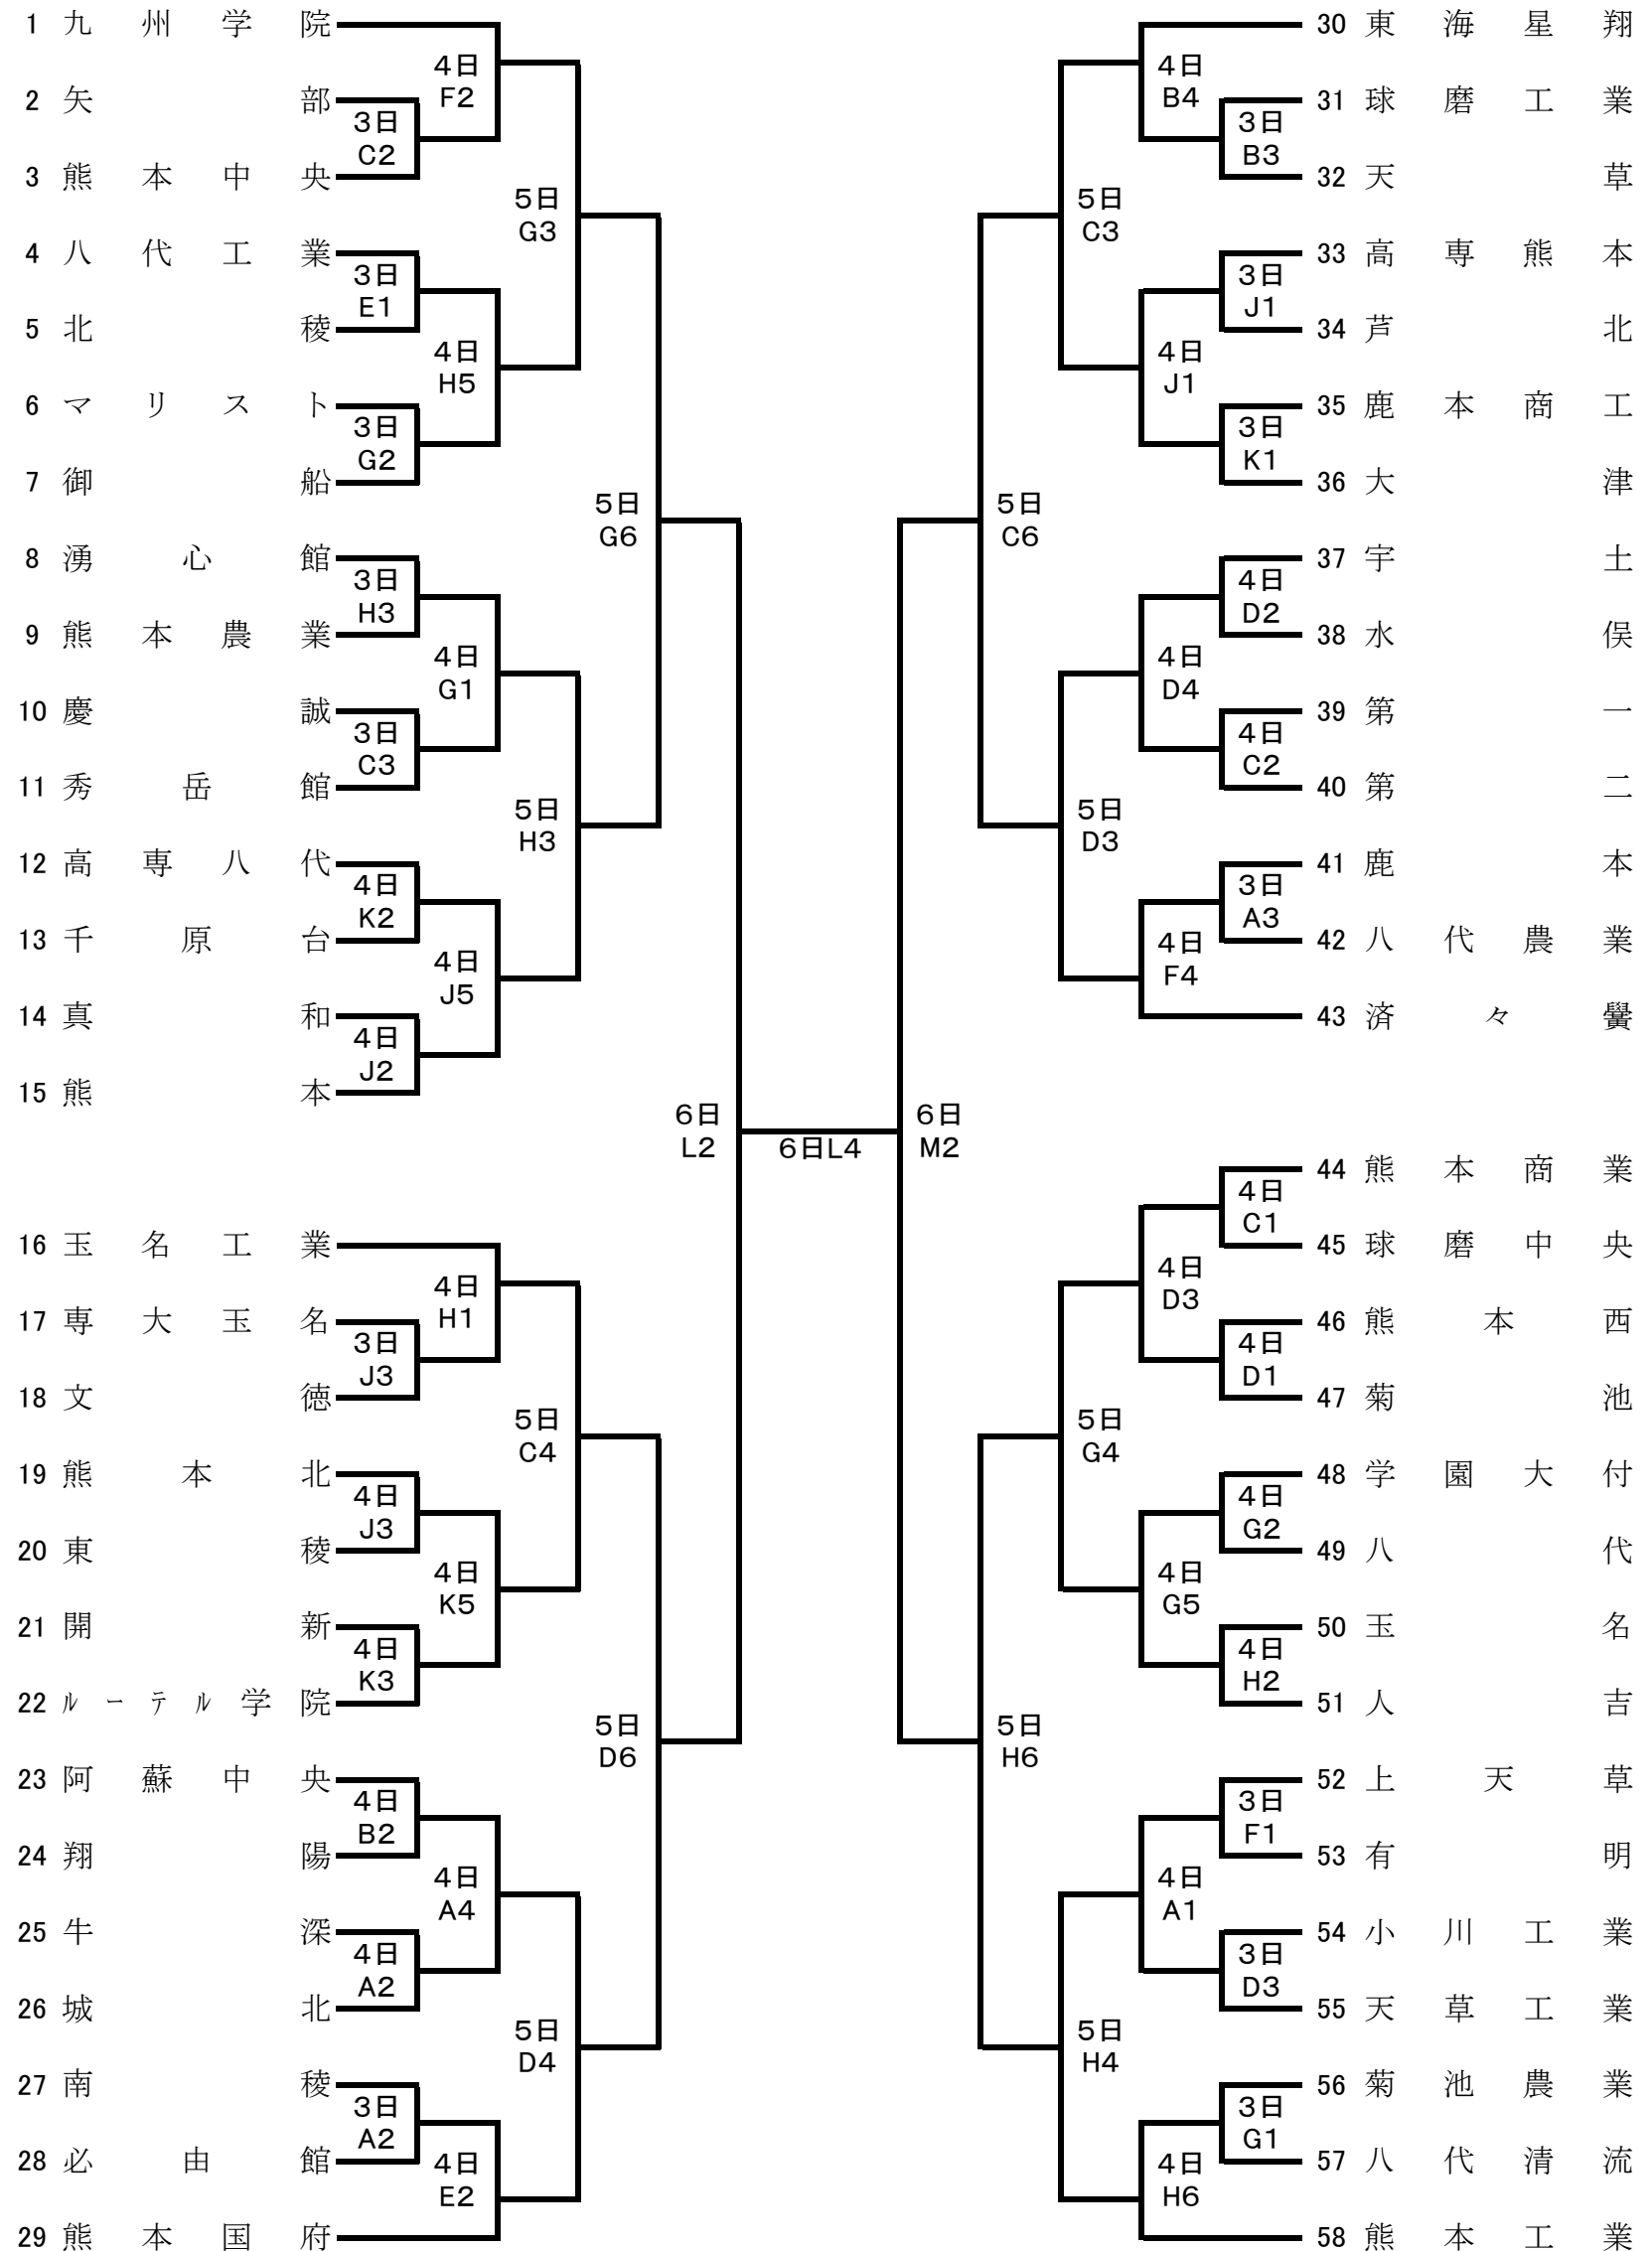 1 九州学院
4日
F2
2 矢部
3日
C2
3 熊本中央
5日
G3
4 八代工業
3日
E1
5 北稜
4日
H5
6 マリスト
3日
G2
7 御船
5日
G6
8 湧心館
3日
H3
9 熊本農業
4日
G1
10 慶誠
3日
C3
11 秀岳館
5日
H3
12 高専八代
4日
K2
13 千原台
4日
J5
14 真和
4日
J2
15 熊本
6日
L2
16 玉名工業
4日
H1
17 専大玉名
3日
J3
18 文徳
5日
C4
19 熊本北
4日
J3
20 東稜
4日
K5
21 開新
4日
K3
22 ルーテル学院
5日
D6
23 阿蘇中央
4日
B2
24 翔陽
4日
A4
25 牛深
4日
A2
26 城北
5日
D4
27 南稜
3日
A2
28 必由館
4日
E2
29 熊本国府
6日L4
30 東海星翔
4日
B4
31 球磨工業
3日
B3
32 天草
5日
C3
33 高専熊本
3日
J1
34 芦北
4日
J1
35 鹿本商工
3日
K1
36 大津
5日
C6
37 宇土
4日
D2
38 水俣
4日
D4
39 第一
4日
C2
40 第二
5日
D3
41 鹿本
3日
A3
42 八代農業
4日
F4
43 済々黌
6日
M2
44 熊本商業
4日
C1
45 球磨中央
4日
D3
46 熊本西
4日
D1
47 菊池
5日
G4
48 学園大付
4日
G2
49 八代
4日
G5
50 玉名
4日
H2
51 人吉
5日
H6
52 上天草
3日
F1
53 有明
4日
A1
54 小川工業
3日
D3
55 天草工業
5日
H4
56 菊池農業
3日
G1
57 八代清流
4日
H6
58 熊本工業